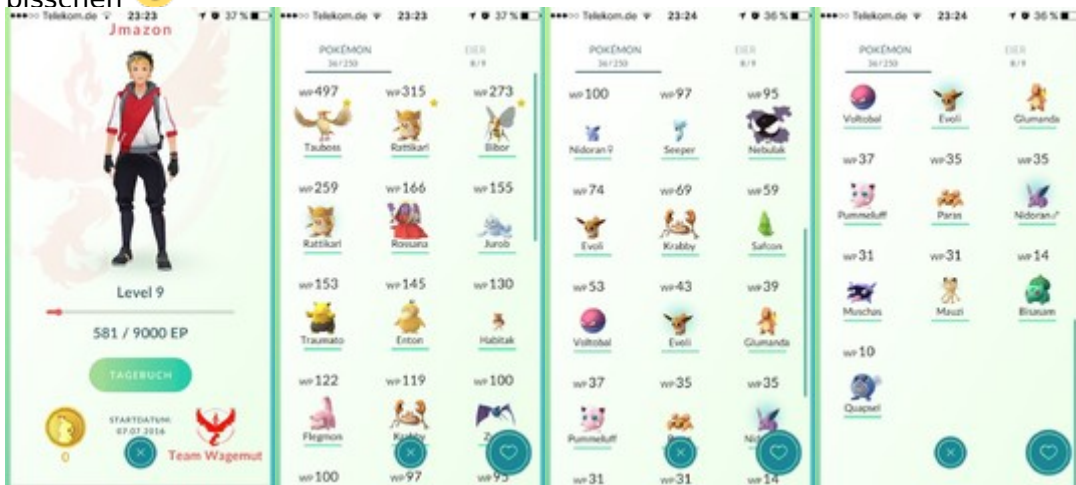 bisschen
Telekom.de 23:23 37 %
Jmazon
Level 9
581 / 9000 EP
TAGEBUCH
STARTDATUM:
07.07.2016
0
Team Wagemut
Telekom.de 23:23 37 %
POKÉMON EIER
36/250 8/9
WP497 WP315 WP273
Tauboss Rattikarl Bibor
WP259 WP166 WP155
Rattikarl Rossana Jurob
WP153 WP145 WP130
Traumato Enton Habitak
WP122 WP119 WP100
Flegmon Krabby
WP100 WP97 WP95
Telekom.de 23:24 36 %
POKÉMON EIER
36/250 8/9
WP100 WP97 WP95
Nidoran♀ Seeper Nebulak
WP74 WP69 WP59
Evoli Krabby Safcon
WP53 WP43 WP39
Voltobal Evoli Glumanda
WP37 WP35 WP35
Pummeluff
WP31 WP31 WP14
Telekom.de 23:24 36 %
POKÉMON EIER
36/250 8/9
Voltobal Evoli Glumanda
WP37 WP35 WP35
Pummeluff Paras Nidoran♂
WP31 WP31 WP14
Muschas Mauzi Bisasam
WP10
Quapsel